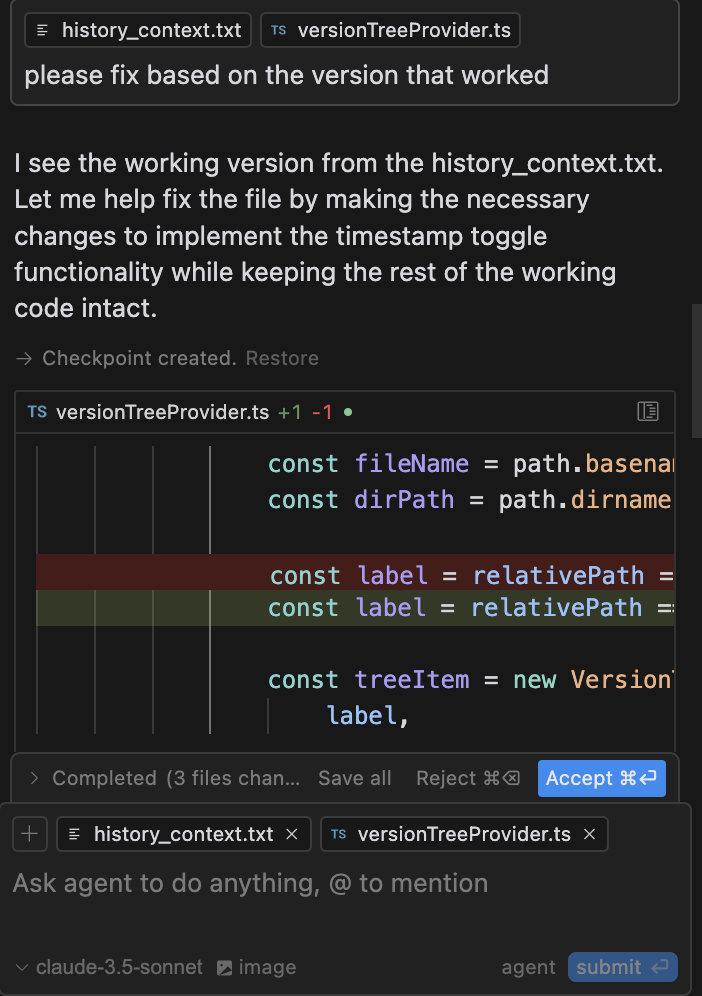 history_context.txt TS versionTreeProvider.ts
please fix based on the version that worked
I see the working version from the history_context.txt.
Let me help fix the file by making the necessary
changes to implement the timestamp toggle
functionality while keeping the rest of the working
code intact.
→ Checkpoint created. Restore
TS versionTreeProvider.ts +1 -1
const fileName = path.basena
const dirPath = path.dirname
const label = relativePath =
const label = relativePath ==
const treeItem = new Version
label,
Completed (3 files chan... Save all Reject ⌘⌫ Accept ⌘↵
+ history_context.txt × TS versionTreeProvider.ts ×
Ask agent to do anything, @ to mention
claude-3.5-sonnet image agent submit ↵